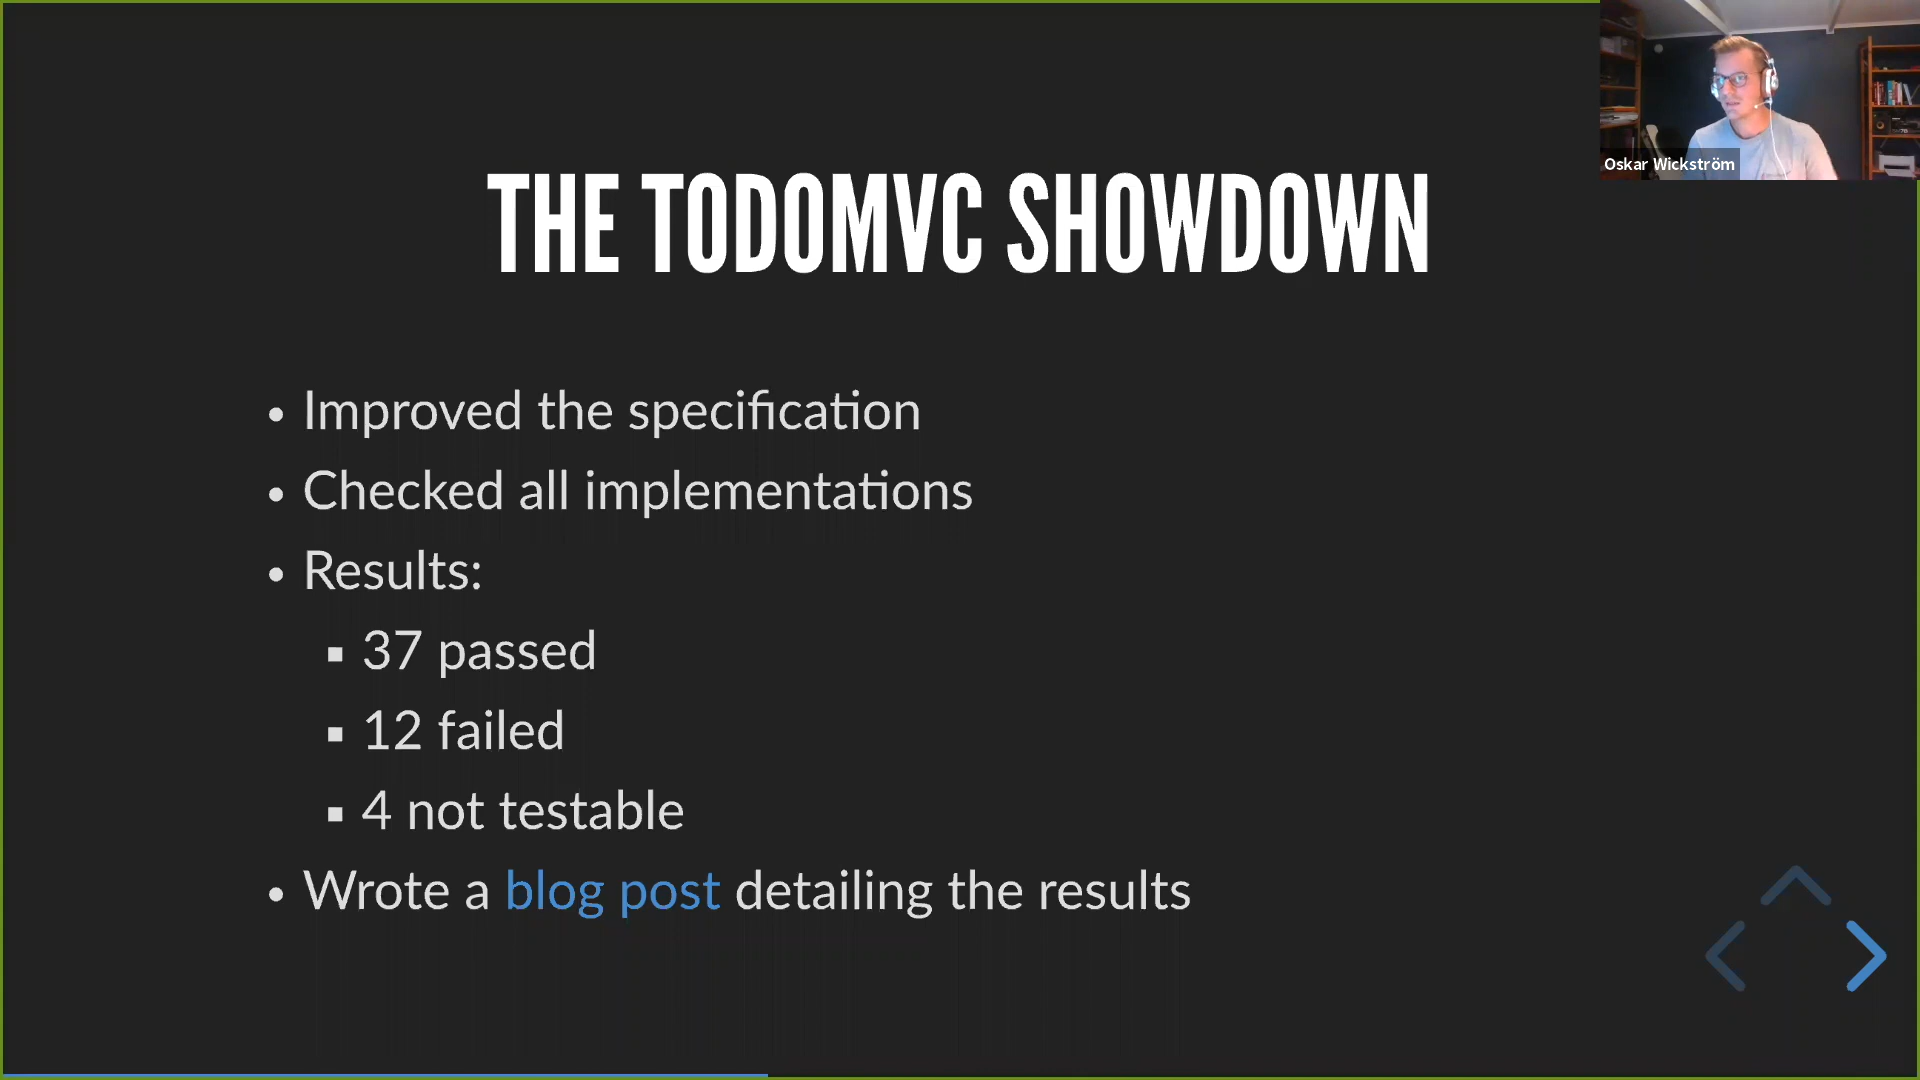 Oskar Wickström
THE TODOMVC SHOWDOWN
• Improved the specification
• Checked all implementations
• Results:
▪ 37 passed
▪ 12 failed
▪ 4 not testable
• Wrote a blog post detailing the results